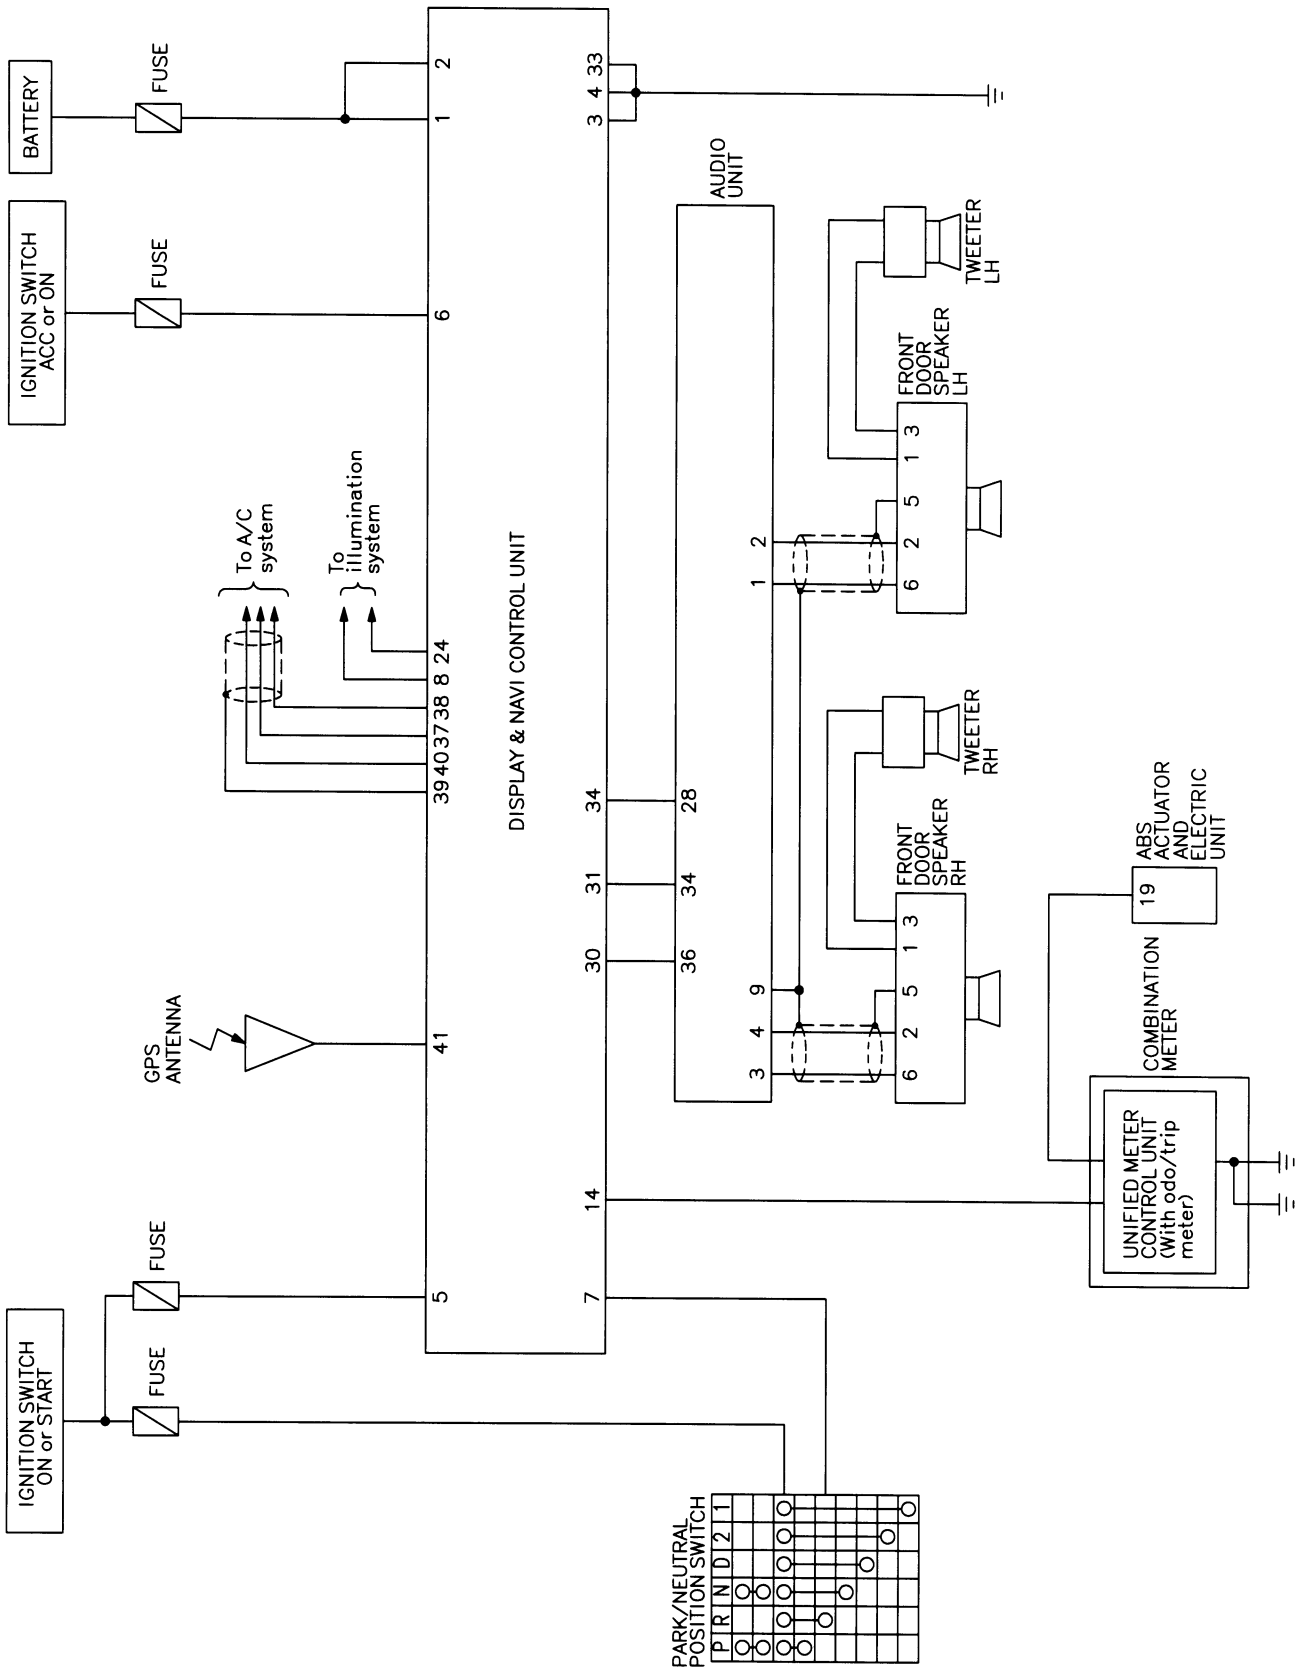 IGNITION SWITCH
ON or START
FUSE
FUSE
GPS
ANTENNA
To A/C
system
To
illumination
system
IGNITION SWITCH
ACC or ON
FUSE
BATTERY
FUSE
5
41
39
40
37
38
8
24
6
1
2
DISPLAY & NAVI CONTROL UNIT
7
14
30
31
34
3
4
33
36
34
28
AUDIO
UNIT
3
4
9
1
2
PARK/NEUTRAL
POSITION SWITCH
P
R
N
D
2
1
6
2
5
1
3
FRONT
DOOR
SPEAKER
RH
TWEETER
RH
6
2
5
1
3
FRONT
DOOR
SPEAKER
LH
TWEETER
LH
UNIFIED METER
CONTROL UNIT
(With odo/trip
meter)
COMBINATION
METER
19
ABS
ACTUATOR
AND
ELECTRIC
UNIT